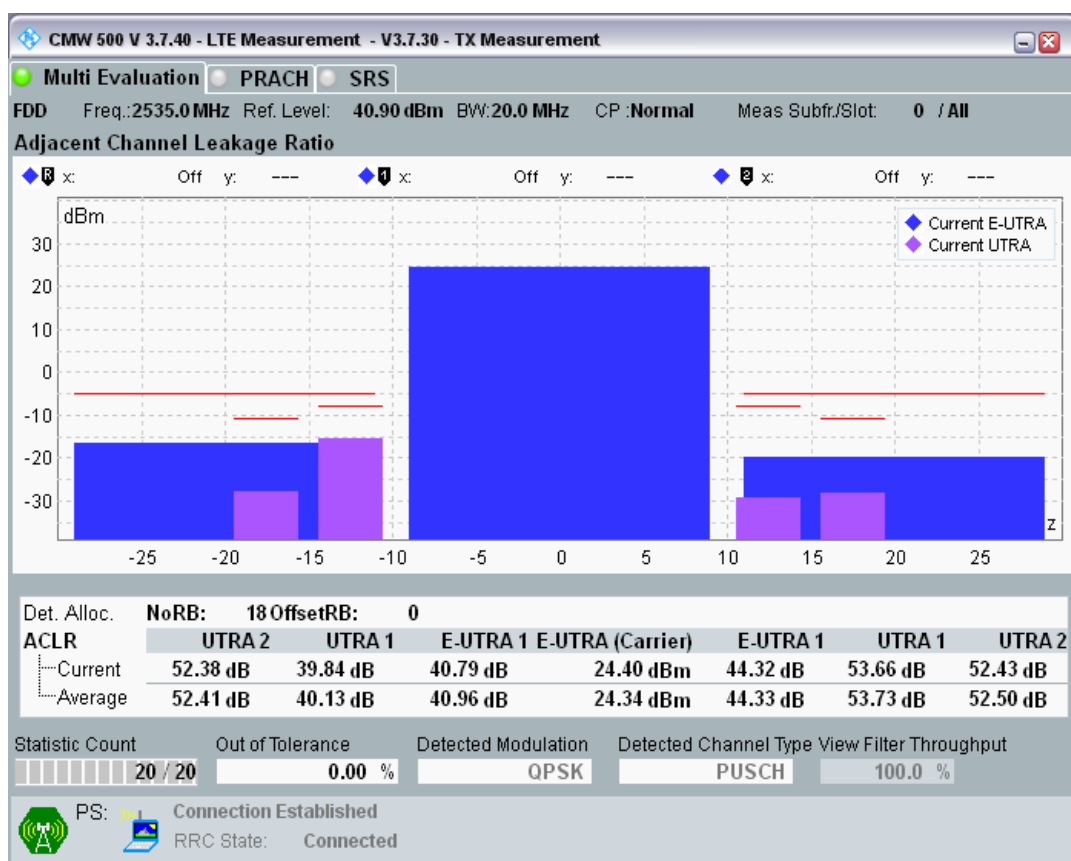 CMW 500 V 3.7.40 - LTE Measurement - V3.7.30 - TX Measurement
Multi Evaluation PRACH SRS
FDD Freq.:2535.0 MHz Ref. Level: 40.90 dBm BW:20.0 MHz CP :Normal Meas Subfr./Slot: 0 / All
Adjacent Channel Leakage Ratio
R x: Off y: --- 1 x: Off y: --- 2 x: Off y: ---
dBm
Current E-UTRA
Current UTRA
30
20
10
0
-10
-20
-30
z
-25 -20 -15 -10 -5 0 5 10 15 20 25
Det. Alloc. NoRB: 18 OffsetRB: 0
ACLR UTRA 2 UTRA 1 E-UTRA 1 E-UTRA (Carrier) E-UTRA 1 UTRA 1 UTRA 2
Current 52.38 dB 39.84 dB 40.79 dB 24.40 dBm 44.32 dB 53.66 dB 52.43 dB
Average 52.41 dB 40.13 dB 40.96 dB 24.34 dBm 44.33 dB 53.73 dB 52.50 dB
Statistic Count Out of Tolerance Detected Modulation Detected Channel Type View Filter Throughput
20 / 20 0.00 % QPSK PUSCH 100.0 %
PS: Connection Established
RRC State: Connected